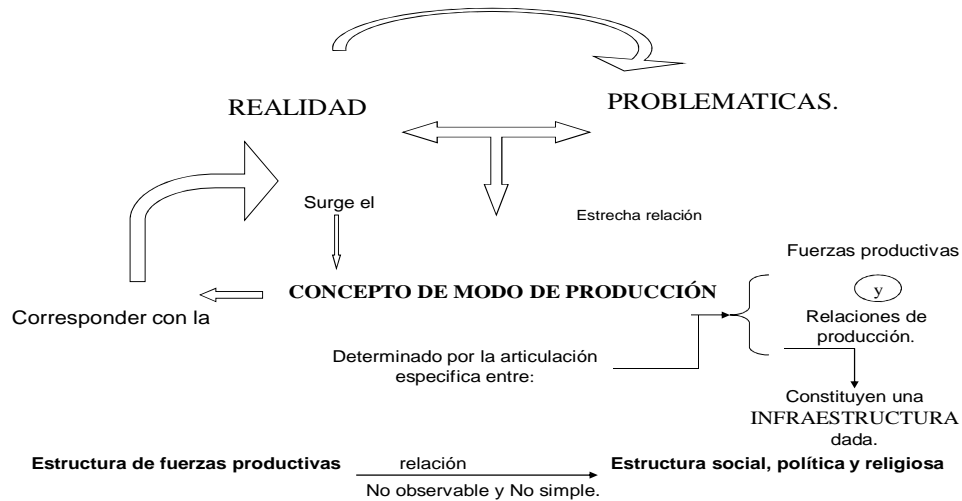 REALIDAD
PROBLEMATICAS.
Surge el
Estrecha relación
Fuerzas productivas
y
Relaciones de
producción.
CONCEPTO DE MODO DE PRODUCCIÓN
Corresponder con la
Determinado por la articulación
especifica entre:
Constituyen una
INFRAESTRUCTURA
dada.
Estructura de fuerzas productivas
relación
No observable y No simple.
Estructura social, política y religiosa